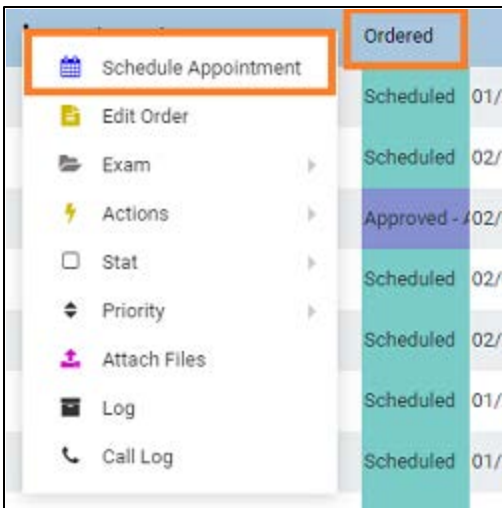 Ordered
Schedule Appointment
Scheduled 01/
Edit Order
Exam
Scheduled 02/
Actions
Approved - A 02/
Stat
Scheduled 02/
Priority
Scheduled 02/
Attach Files
Log
Scheduled 01/
Call Log
Scheduled 01/